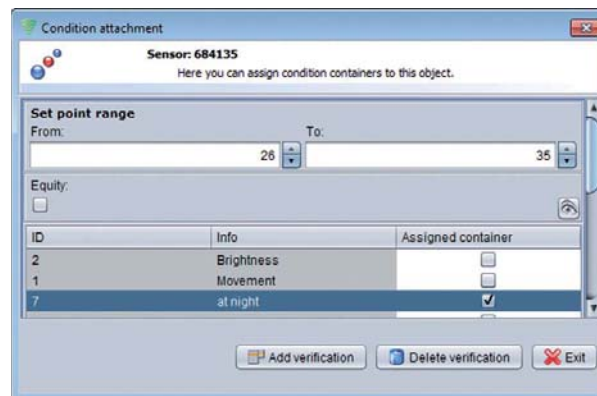 Condition attachment
Sensor: 684135
Here you can assign condition containers to this object.
Set point range
From: To:
26 35
Equity:
ID Info Assigned container
2 Brightness
1 Movement
7 at night
Add verification Delete verification Exit